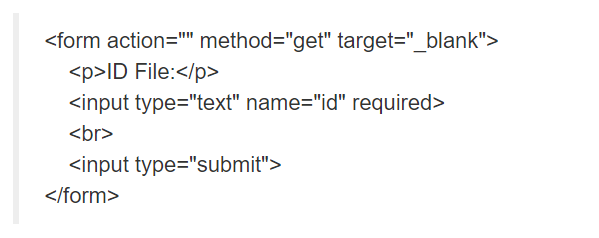 <form action="" method="get" target="_blank">
<p>ID File:</p>
<input type="text" name="id" required>
<br>
<input type="submit">
</form>